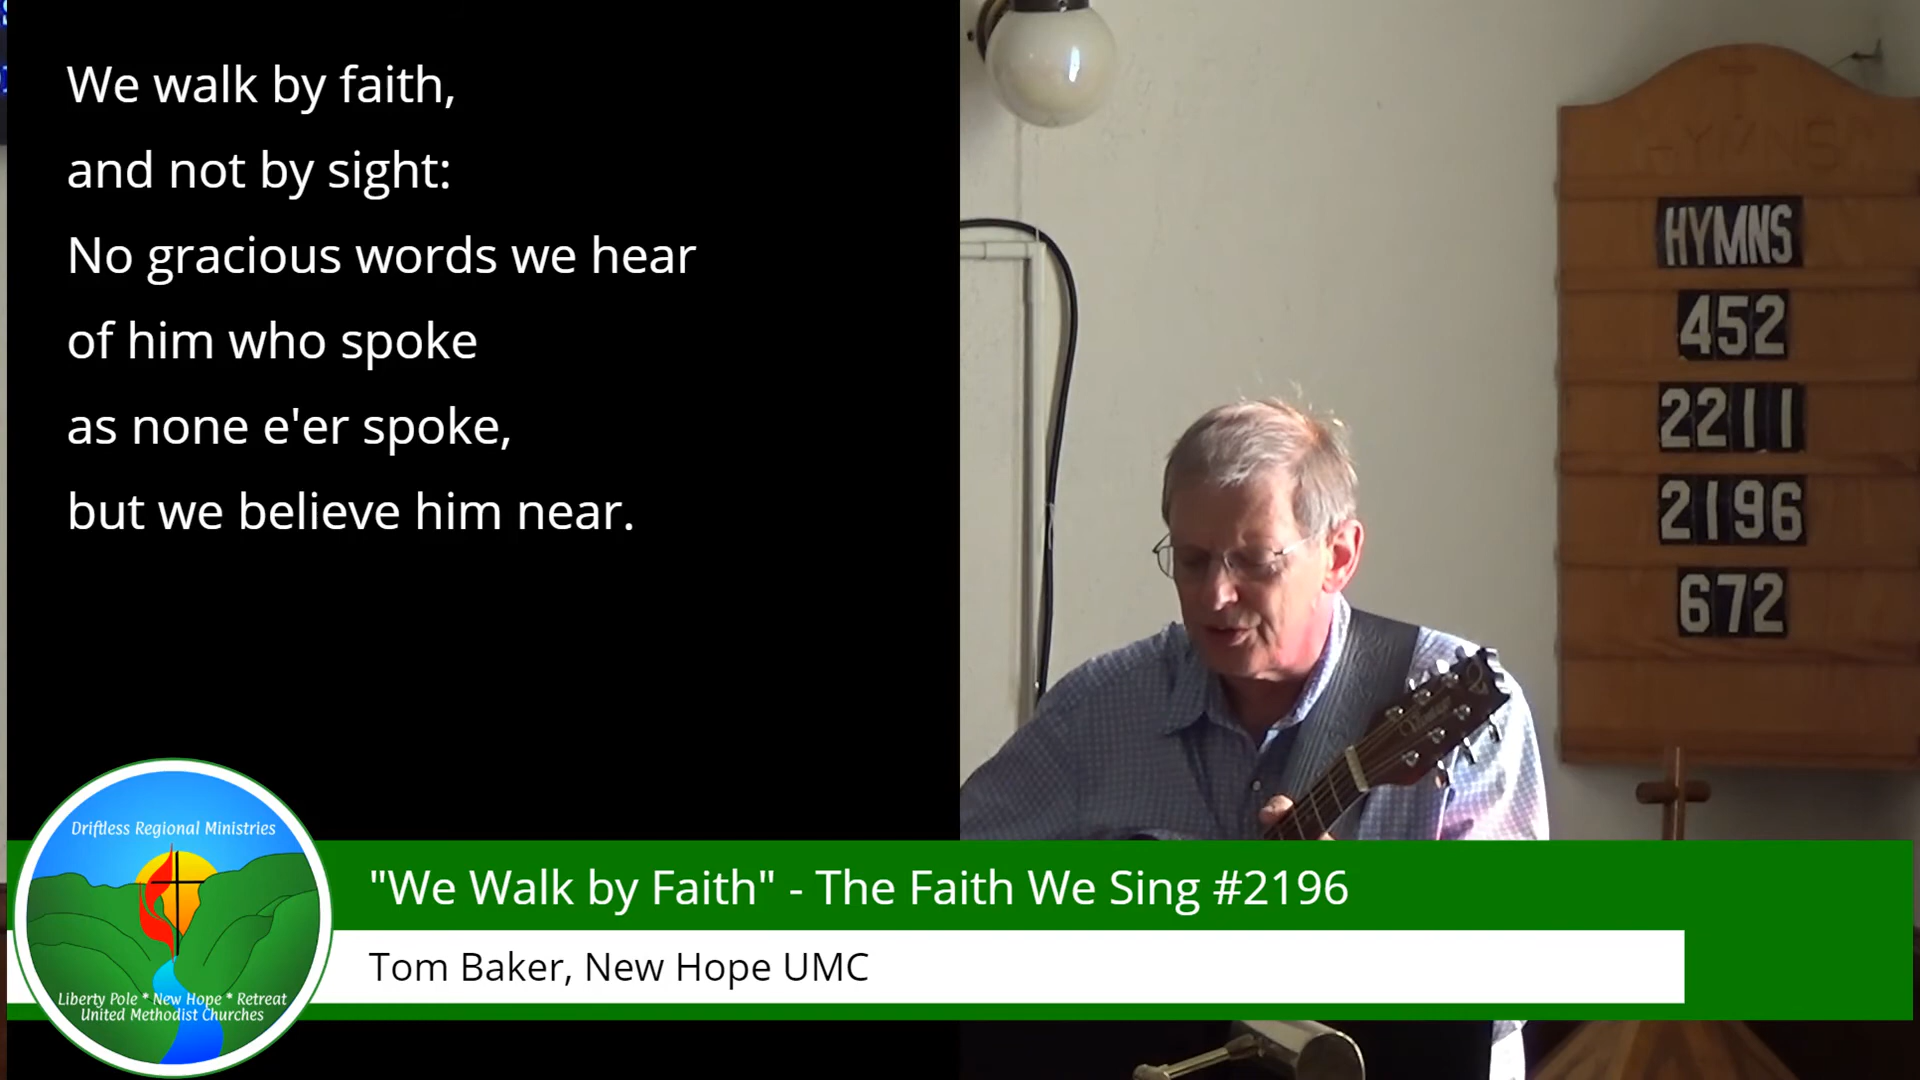 We walk by faith,
and not by sight:
No gracious words we hear
of him who spoke
as none e'er spoke,
but we believe him near.
HYMNS
HYMNS
452
2211
2196
672
"We Walk by Faith" - The Faith We Sing #2196
Tom Baker, New Hope UMC
Driftless Regional Ministries
Liberty Pole * New Hope * Retreat
United Methodist Churches